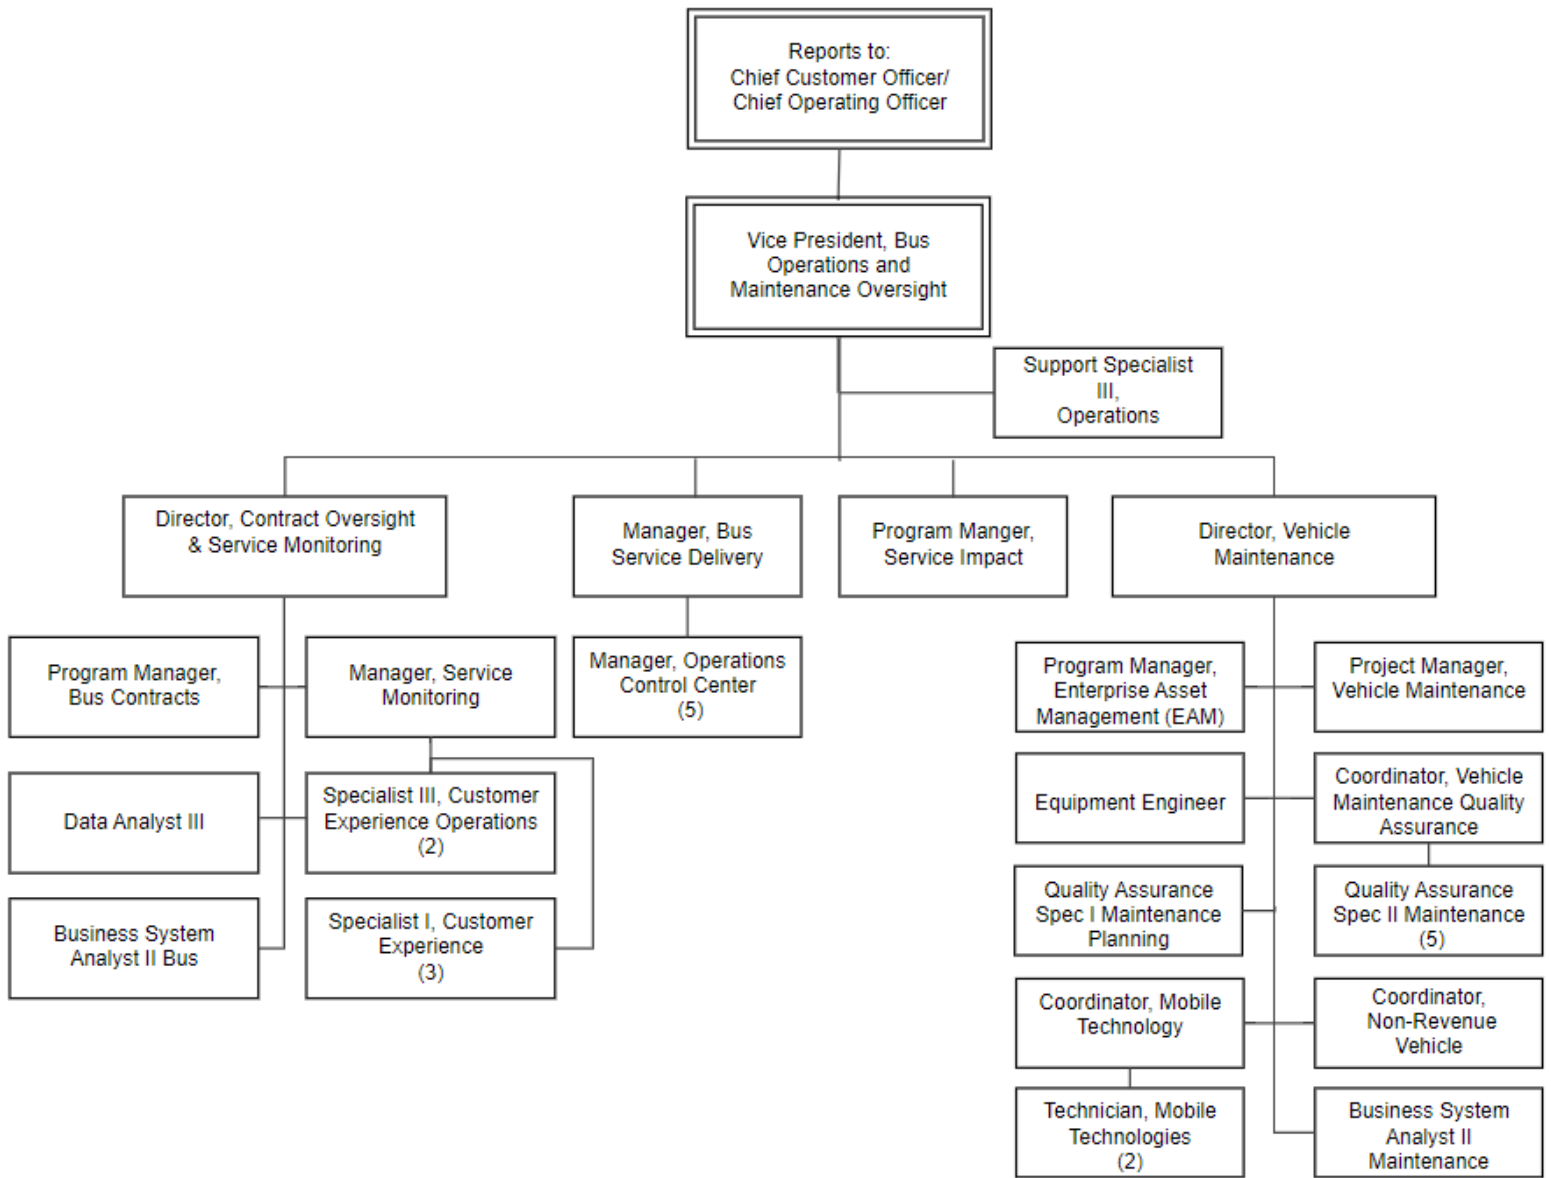 Reports to:
Chief Customer Officer/
Chief Operating Officer
Vice President, Bus
Operations and
Maintenance Oversight
Support Specialist
III,
Operations
Director, Contract Oversight
& Service Monitoring
Manager, Bus
Service Delivery
Program Manger,
Service Impact
Director, Vehicle
Maintenance
Program Manager,
Bus Contracts
Manager, Service
Monitoring
Manager, Operations
Control Center
(5)
Program Manager,
Enterprise Asset
Management (EAM)
Project Manager,
Vehicle Maintenance
Data Analyst III
Specialist III, Customer
Experience Operations
(2)
Equipment Engineer
Coordinator, Vehicle
Maintenance Quality
Assurance
Business System
Analyst II Bus
Specialist I, Customer
Experience
(3)
Quality Assurance
Spec I Maintenance
Planning
Quality Assurance
Spec II Maintenance
(5)
Coordinator, Mobile
Technology
Coordinator,
Non-Revenue
Vehicle
Technician, Mobile
Technologies
(2)
Business System
Analyst II
Maintenance